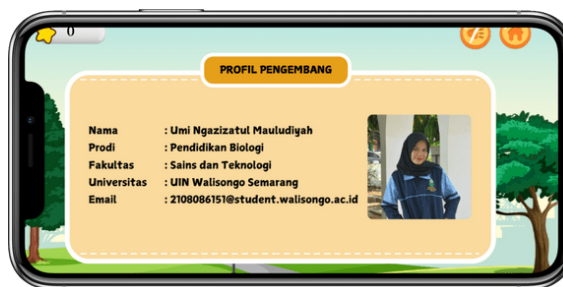 0
PROFIL PENGEMBANG
Nama : Umi Ngazizatul Mauludiyah
Prodi : Pendidikan Biologi
Fakultas : Sains dan Teknologi
Universitas : UIN Walisongo Semarang
Email : 2108086151@student.walisongo.ac.id